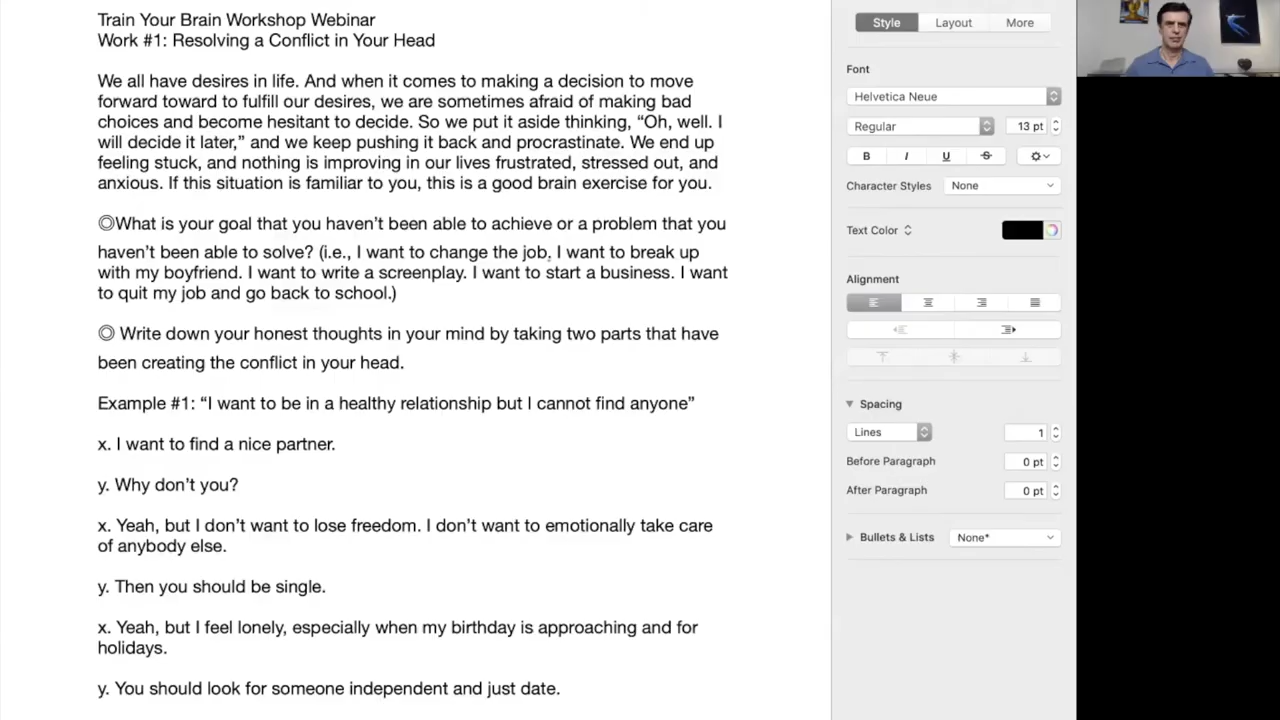 Train Your Brain Workshop Webinar
Work #1: Resolving a Conflict in Your Head
We all have desires in life. And when it comes to making a decision to move
forward toward to fulfill our desires, we are sometimes afraid of making bad
choices and become hesitant to decide. So we put it aside thinking, “Oh, well. I
will decide it later,” and we keep pushing it back and procrastinate. We end up
feeling stuck, and nothing is improving in our lives frustrated, stressed out, and
anxious. If this situation is familiar to you, this is a good brain exercise for you.
◎What is your goal that you haven’t been able to achieve or a problem that you
haven’t been able to solve? (i.e., I want to change the job. I want to break up
with my boyfriend. I want to write a screenplay. I want to start a business. I want
to quit my job and go back to school.)
◎ Write down your honest thoughts in your mind by taking two parts that have
been creating the conflict in your head.
Example #1: “I want to be in a healthy relationship but I cannot find anyone”
x. I want to find a nice partner.
y. Why don’t you?
x. Yeah, but I don’t want to lose freedom. I don’t want to emotionally take care
of anybody else.
y. Then you should be single.
x. Yeah, but I feel lonely, especially when my birthday is approaching and for
holidays.
y. You should look for someone independent and just date.
Style Layout More
Font
Helvetica Neue
Regular 13 pt
B I U S
Character Styles None
Text Color
Alignment
Spacing
Lines 1
Before Paragraph 0 pt
After Paragraph 0 pt
Bullets & Lists None*